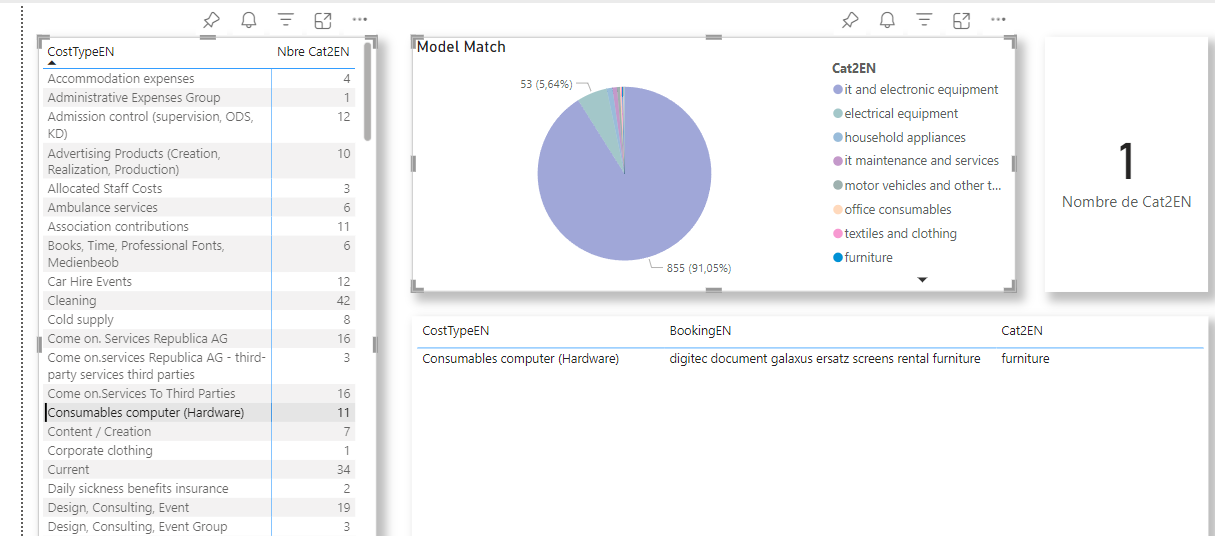 CostTypeEN Nbre Cat2EN
Accommodation expenses 4
Administrative Expenses Group 1
Admission control (supervision, ODS, 12
KD)
Advertising Products (Creation, 10
Realization, Production)
Allocated Staff Costs 3
Ambulance services 6
Association contributions 11
Books, Time, Professional Fonts, 6
Medienbeob
Car Hire Events 12
Cleaning 42
Cold supply 8
Come on. Services Republica AG 16
Come on.services Republica AG - third- 3
party services third parties
Come on.Services To Third Parties 16
Consumables computer (Hardware) 11
Content / Creation 7
Corporate clothing 1
Current 34
Daily sickness benefits insurance 2
Design, Consulting, Event 19
Design, Consulting, Event Group 3
Model Match
53 (5,64%)
855 (91,05%)
Cat2EN
it and electronic equipment
electrical equipment
household appliances
it maintenance and services
motor vehicles and other t...
office consumables
textiles and clothing
furniture
1
Nombre de Cat2EN
CostTypeEN BookingEN Cat2EN
Consumables computer (Hardware) digitec document galaxus ersatz screens rental furniture furniture